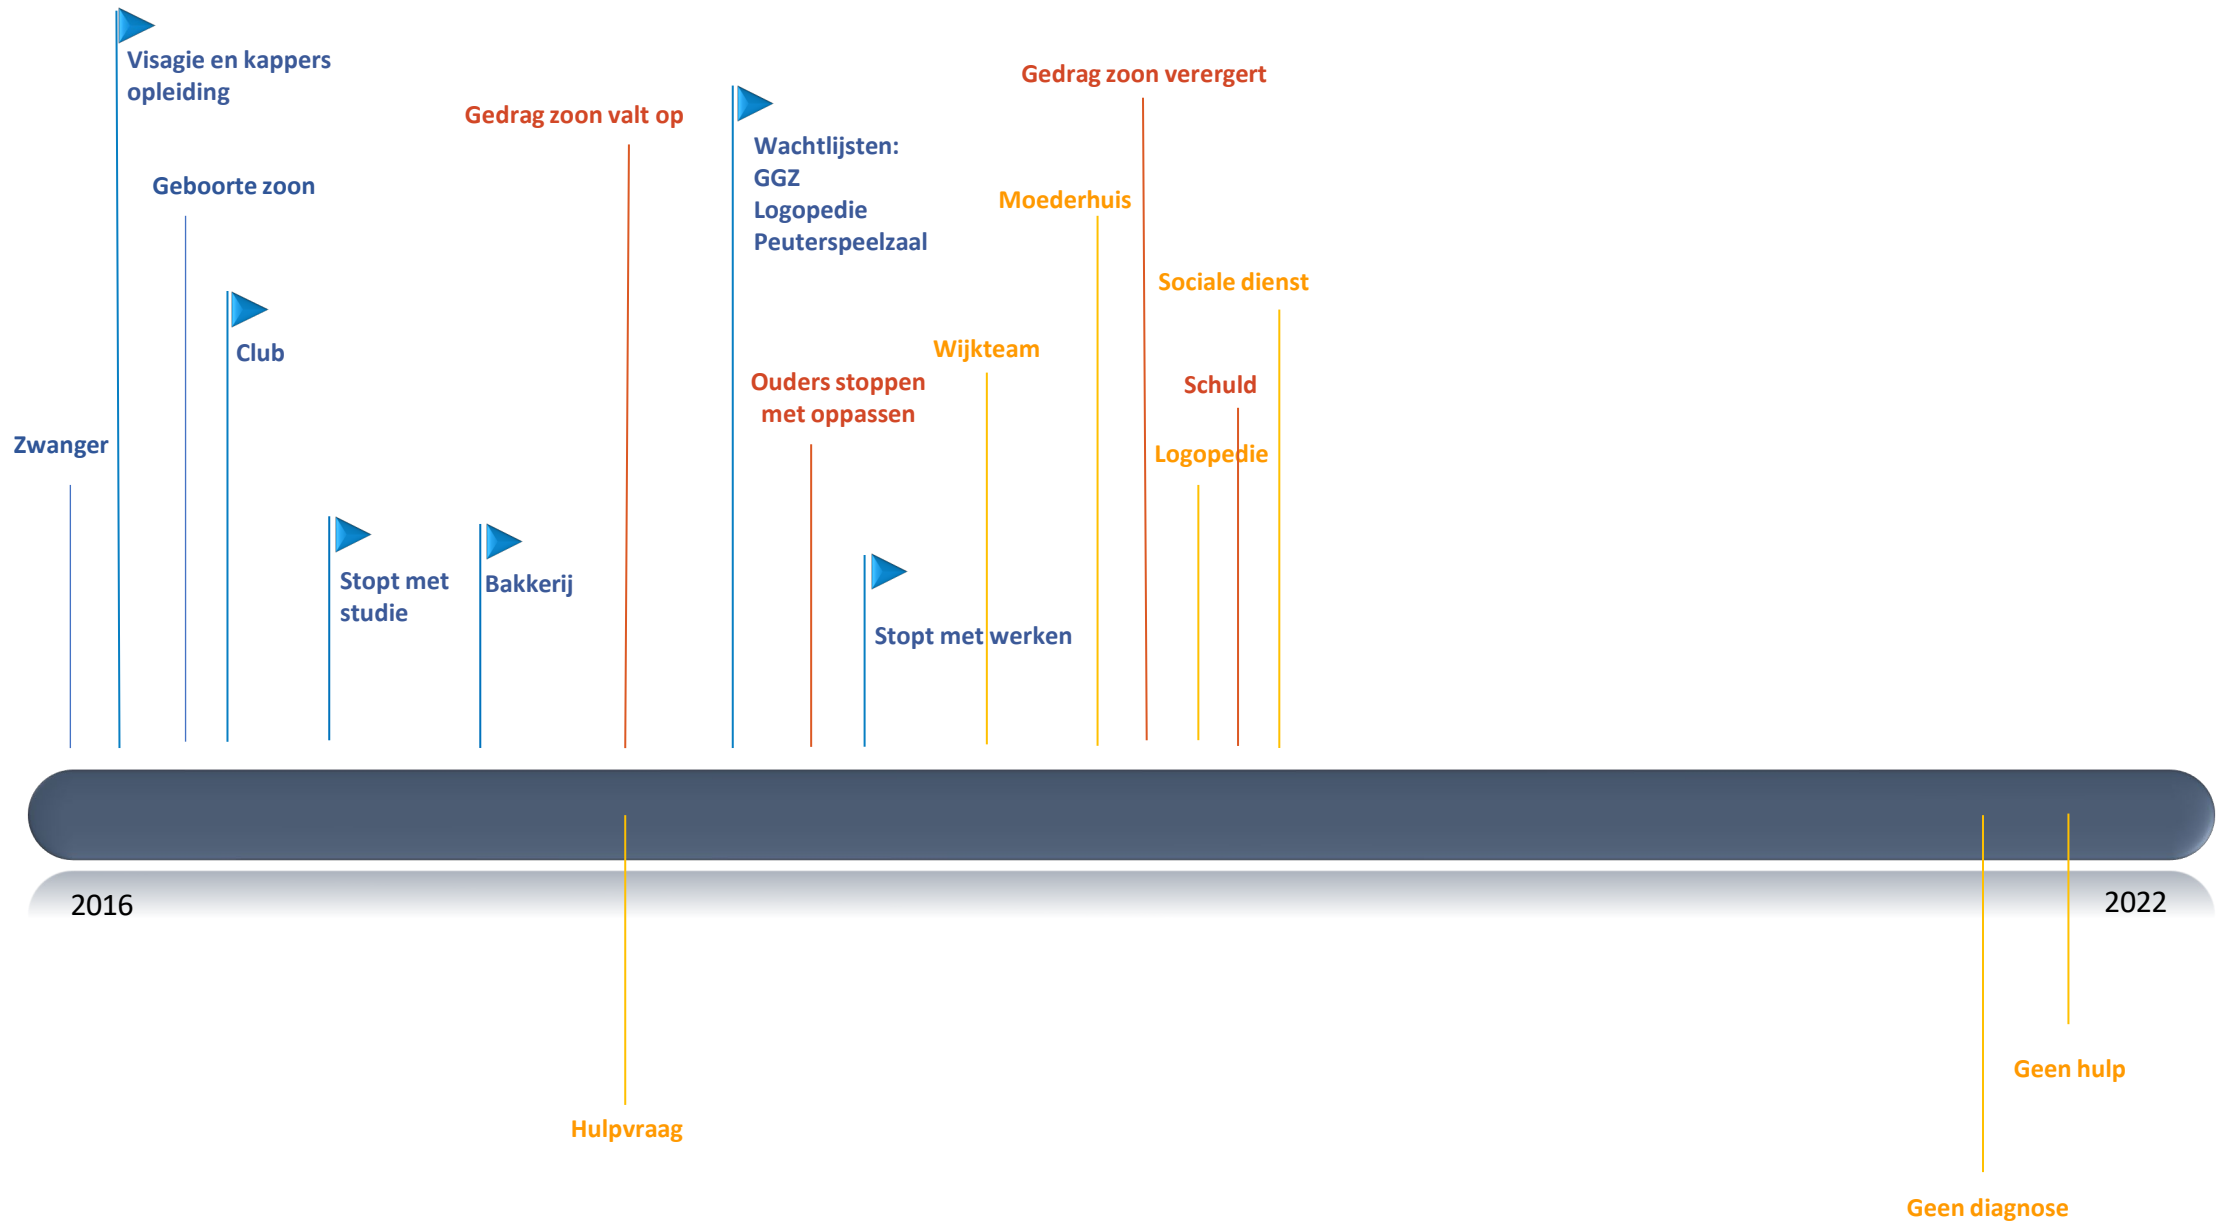 Visagie en kappers
opleiding
Gedrag zoon verergert
Gedrag zoon valt op
Wachtlijsten:
GGZ
Logopedie
Peuterspeelzaal
Geboorte zoon
Moederhuis
Sociale dienst
Club
Wijkteam
Ouders stoppen
met oppassen
Schuld
Zwanger
Logopedie
Stopt met
studie
Bakkerij
Stopt met werken
2016
2022
Geen hulp
Hulpvraag
Geen diagnose